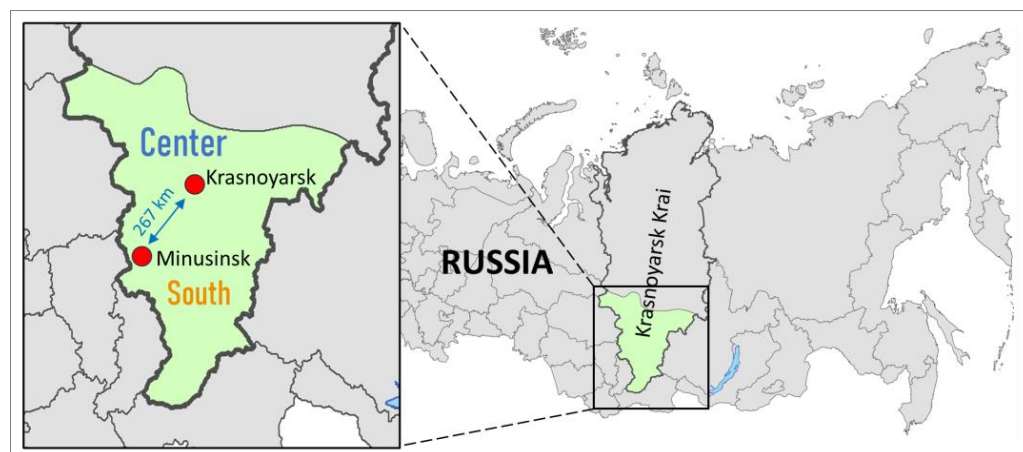 Center
Krasnoyarsk
267 km
Minusinsk
South
RUSSIA
Krasnoyarsk Krai